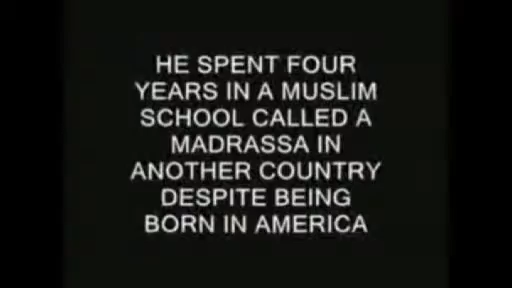 HE SPENT FOUR
YEARS IN A MUSLIM
SCHOOL CALLED A
MADRASSA IN
ANOTHER COUNTRY
DESPITE BEING
BORN IN AMERICA